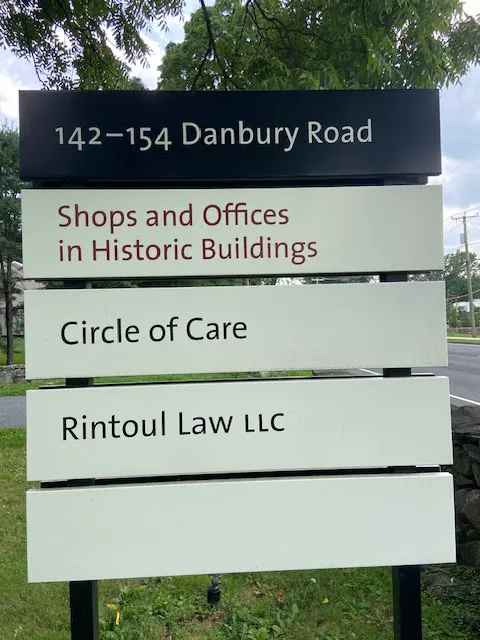 142–154 Danbury Road
Shops and Offices
in Historic Buildings
Circle of Care
Rintoul Law LLC